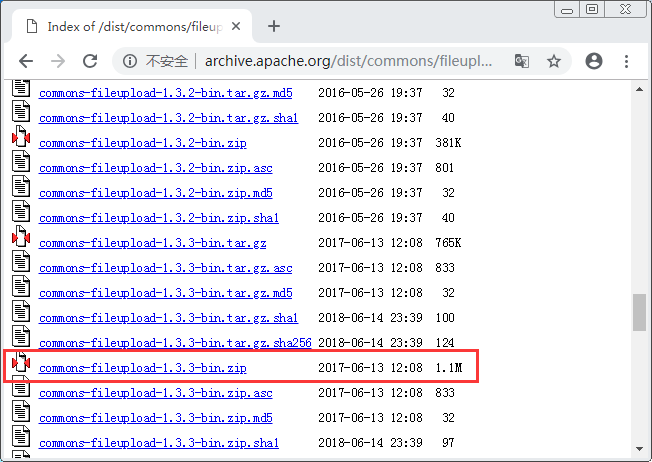 Index of /dist/commons/fileup
不安全 archive.apache.org/dist/commons/fileupl...
commons-fileupload-1.3.2-bin.tar.gz.md5 2016-05-26 19:37 32
commons-fileupload-1.3.2-bin.tar.gz.sha1 2016-05-26 19:37 40
commons-fileupload-1.3.2-bin.zip 2016-05-26 19:37 381K
commons-fileupload-1.3.2-bin.zip.asc 2016-05-26 19:37 801
commons-fileupload-1.3.2-bin.zip.md5 2016-05-26 19:37 32
commons-fileupload-1.3.2-bin.zip.sha1 2016-05-26 19:37 40
commons-fileupload-1.3.3-bin.tar.gz 2017-06-13 12:08 765K
commons-fileupload-1.3.3-bin.tar.gz.asc 2017-06-13 12:08 833
commons-fileupload-1.3.3-bin.tar.gz.md5 2017-06-13 12:08 32
commons-fileupload-1.3.3-bin.tar.gz.sha1 2018-06-14 23:39 100
commons-fileupload-1.3.3-bin.tar.gz.sha256 2018-06-14 23:39 124
commons-fileupload-1.3.3-bin.zip 2017-06-13 12:08 1.1M
commons-fileupload-1.3.3-bin.zip.asc 2017-06-13 12:08 833
commons-fileupload-1.3.3-bin.zip.md5 2017-06-13 12:08 32
commons-fileupload-1.3.3-bin.zip.sha1 2018-06-14 23:39 97